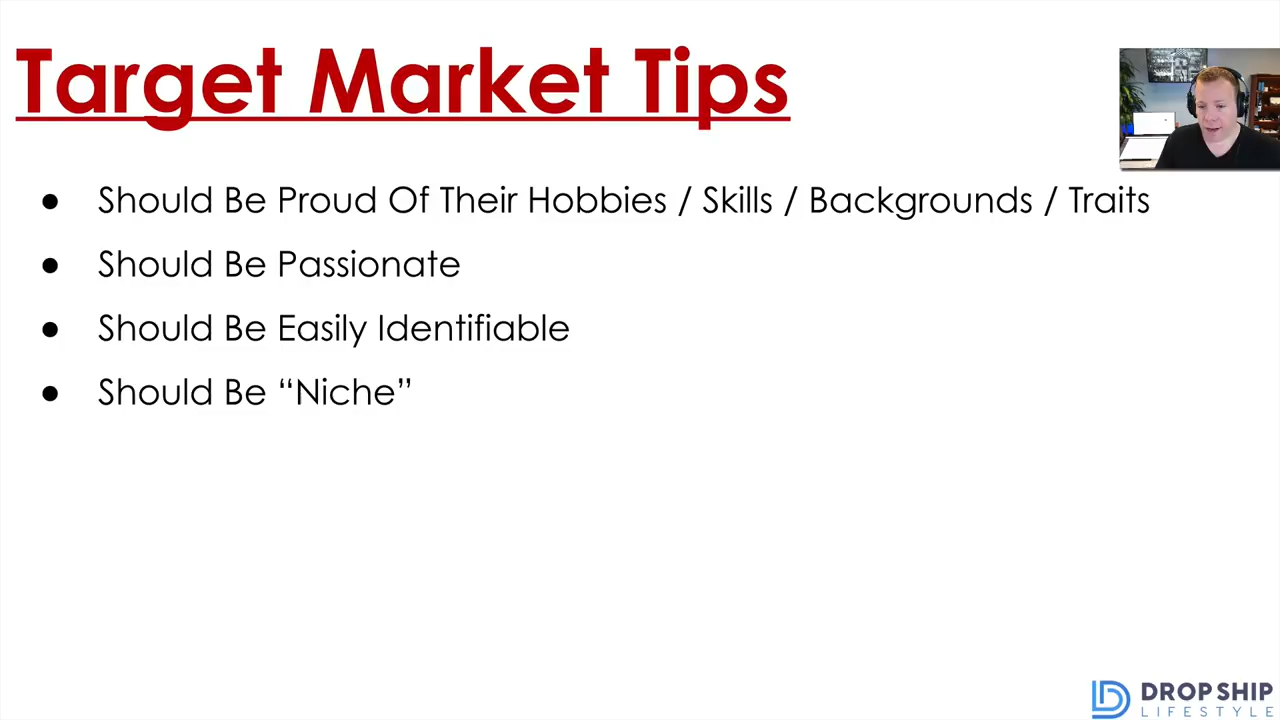 Target Market Tips
● Should Be Proud Of Their Hobbies / Skills / Backgrounds / Traits
● Should Be Passionate
● Should Be Easily Identifiable
● Should Be “Niche”
DROP SHIP
LIFESTYLE